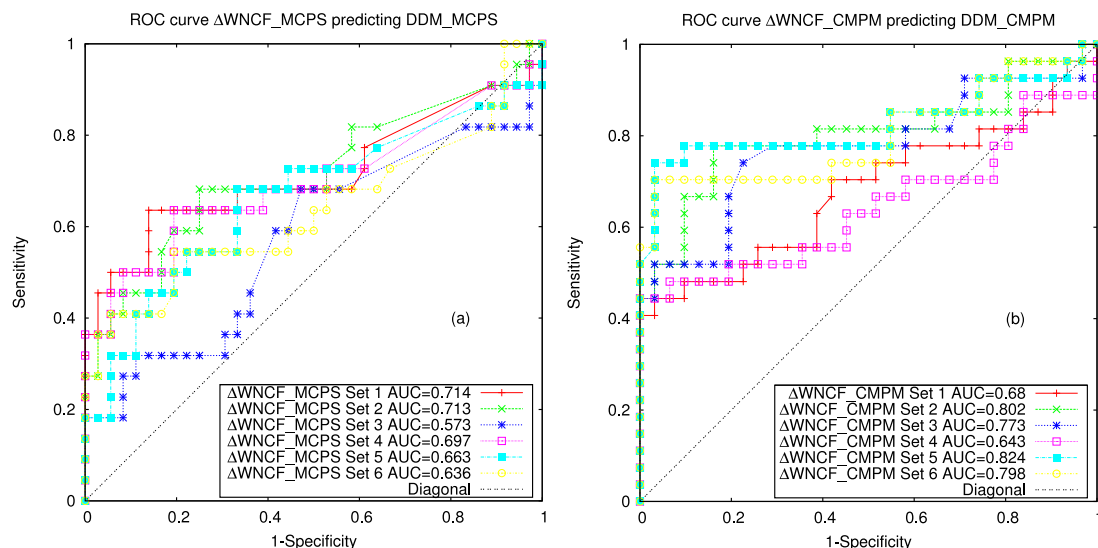 ROC curve ΔWNCF_MCPS predicting DDM_MCPS
1
0.8
0.6
0.4
0.2
0
Sensitivity
(a)
ΔWNCF_MCPS Set 1 AUC=0.714
ΔWNCF_MCPS Set 2 AUC=0.713
ΔWNCF_MCPS Set 3 AUC=0.573
ΔWNCF_MCPS Set 4 AUC=0.697
ΔWNCF_MCPS Set 5 AUC=0.663
ΔWNCF_MCPS Set 6 AUC=0.636
Diagonal
0 0.2 0.4 0.6 0.8 1
1-Specificity
ROC curve ΔWNCF_CMPM predicting DDM_CMPM
1
0.8
0.6
0.4
0.2
0
Sensitivity
(b)
ΔWNCF_CMPM Set 1 AUC=0.68
ΔWNCF_CMPM Set 2 AUC=0.802
ΔWNCF_CMPM Set 3 AUC=0.773
ΔWNCF_CMPM Set 4 AUC=0.643
ΔWNCF_CMPM Set 5 AUC=0.824
ΔWNCF_CMPM Set 6 AUC=0.798
Diagonal
0 0.2 0.4 0.6 0.8 1
1-Specificity